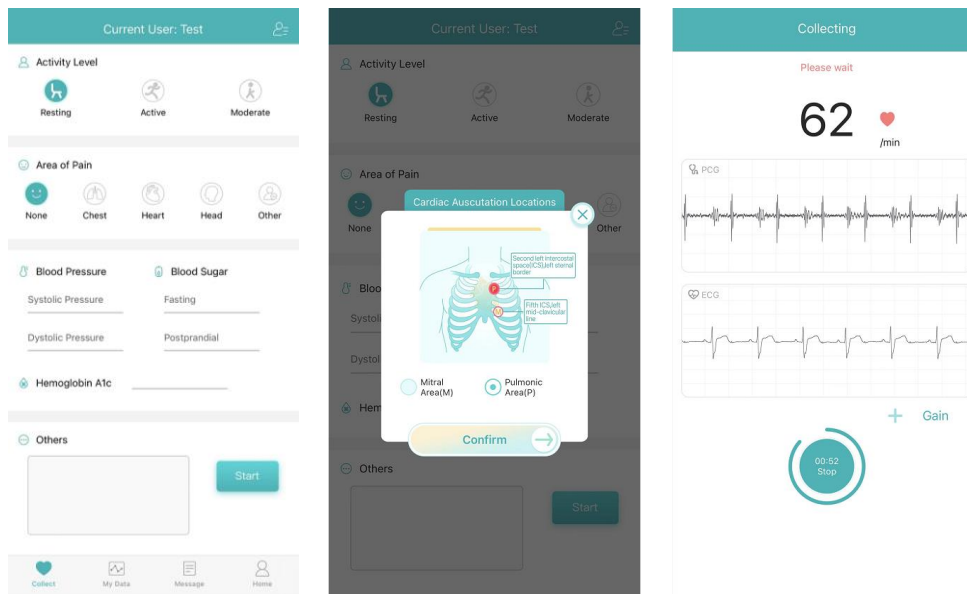 Current User: Test
Activity Level
Resting
Active
Moderate
Area of Pain
None
Chest
Heart
Head
Other
Blood Pressure
Blood Sugar
Systolic Pressure
Fasting
Dystolic Pressure
Postprandial
Hemoglobin A1c
Others
Start
Collect
My Data
Message
Home
Current User: Test
Activity Level
Resting
Active
Moderate
Area of Pain
None
Other
Cardiac Auscutation Locations
Second left intercostal
space(ICS),left sternal
border
P
Fifth ICS,left
mid-clavicular
line
M
Mitral
Area(M)
Pulmonic
Area(P)
Confirm
Bloo
Systoli
Dystol
Hem
Others
Start
Collecting
Please wait
62
/min
PCG
ECG
+ Gain
00:52
Stop